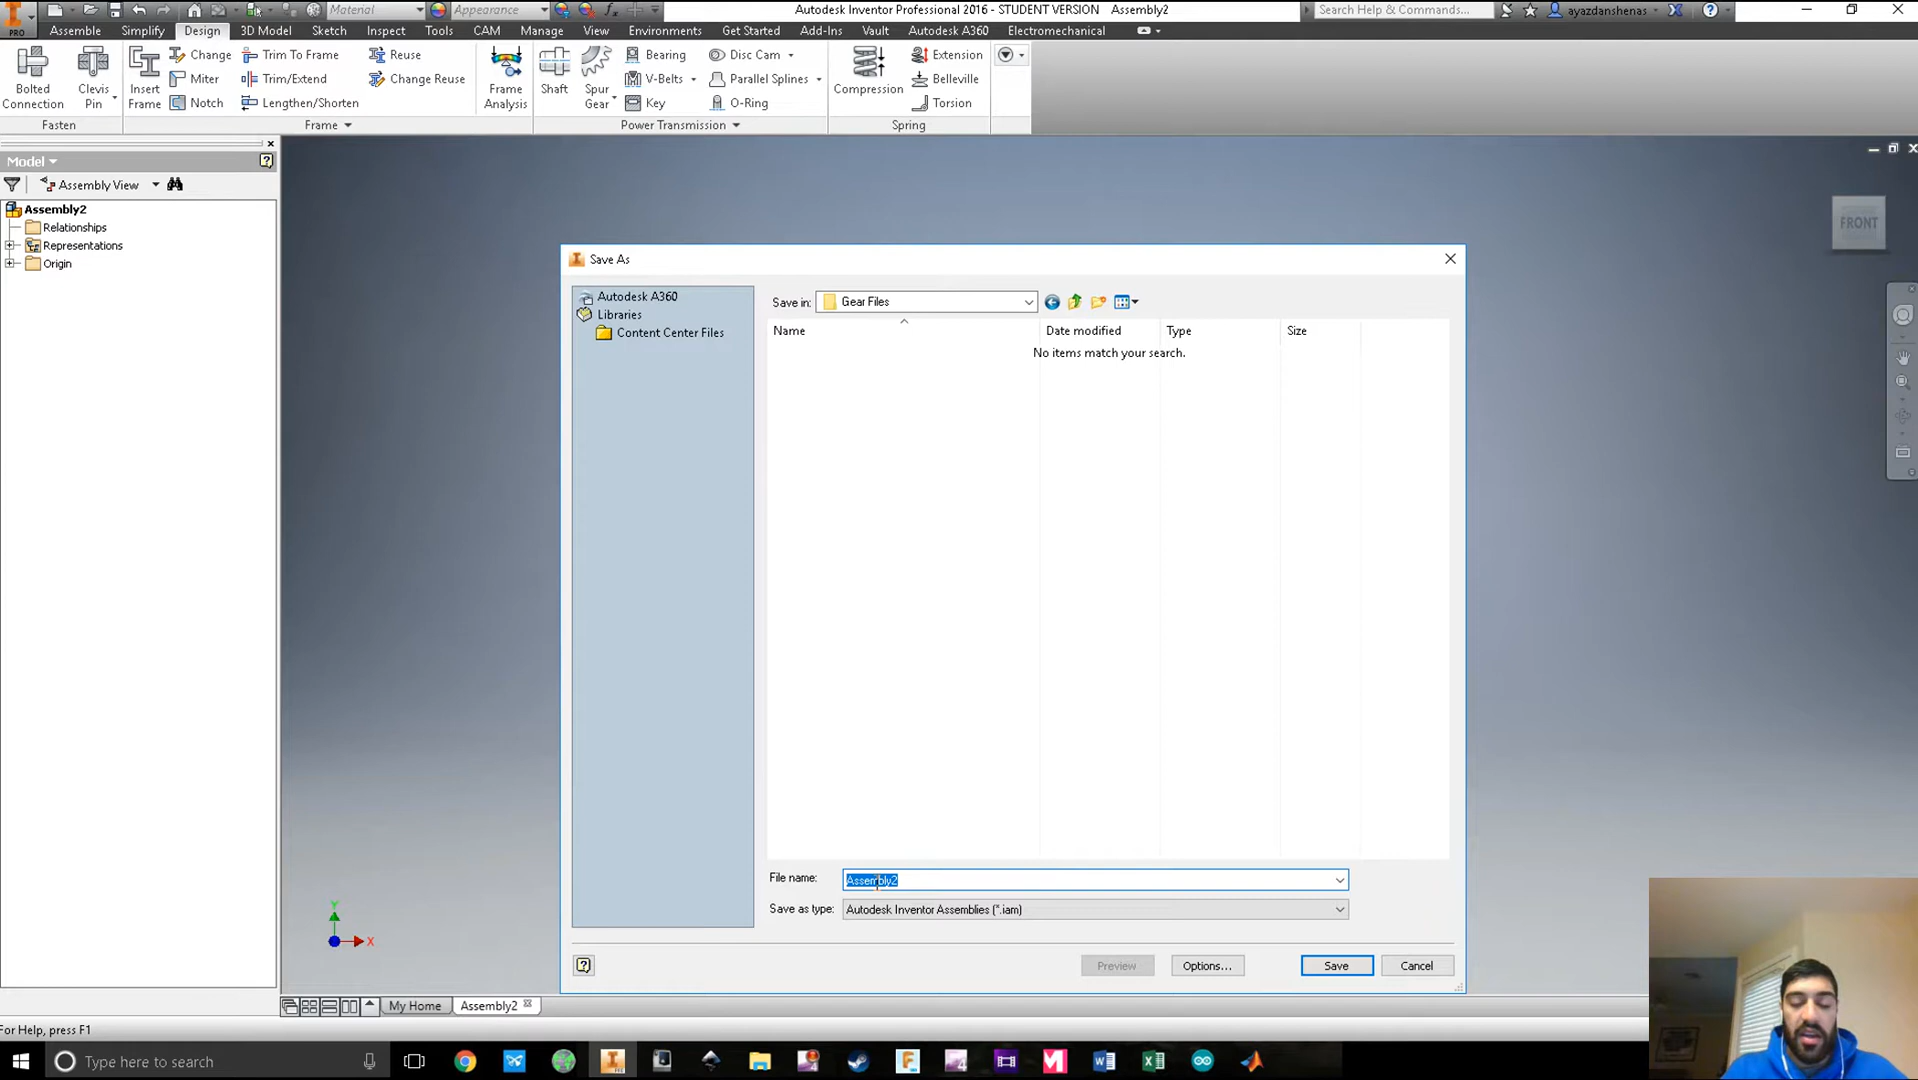 Material
Appearance
Autodesk Inventor Professional 2016 - STUDENT VERSION Assembly2
Search Help & Commands...
ayazdanshenas
PRO
Assemble Simplify Design 3D Model Sketch Inspect Tools CAM Manage View Environments Get Started Add-Ins Vault Autodesk A360 Electromechanical
Bolted Connection
Clevis Pin
Insert Frame
Change
Miter
Notch
Trim To Frame
Trim/Extend
Lengthen/Shorten
Reuse
Change Reuse
Frame Analysis
Shaft
Spur Gear
Bearing
V-Belts
Key
Disc Cam
Parallel Splines
O-Ring
Compression
Extension
Belleville
Torsion
Fasten
Frame
Power Transmission
Spring
Model
Assembly View
Assembly2
Relationships
Representations
Origin
FRONT
Save As
Autodesk A360
Libraries
Content Center Files
Save in: Gear Files
Name Date modified Type Size
No items match your search.
File name: Assembly2
Save as type: Autodesk Inventor Assemblies (*.iam)
Preview Options... Save Cancel
Y
X
My Home Assembly2
For Help, press F1
Type here to search